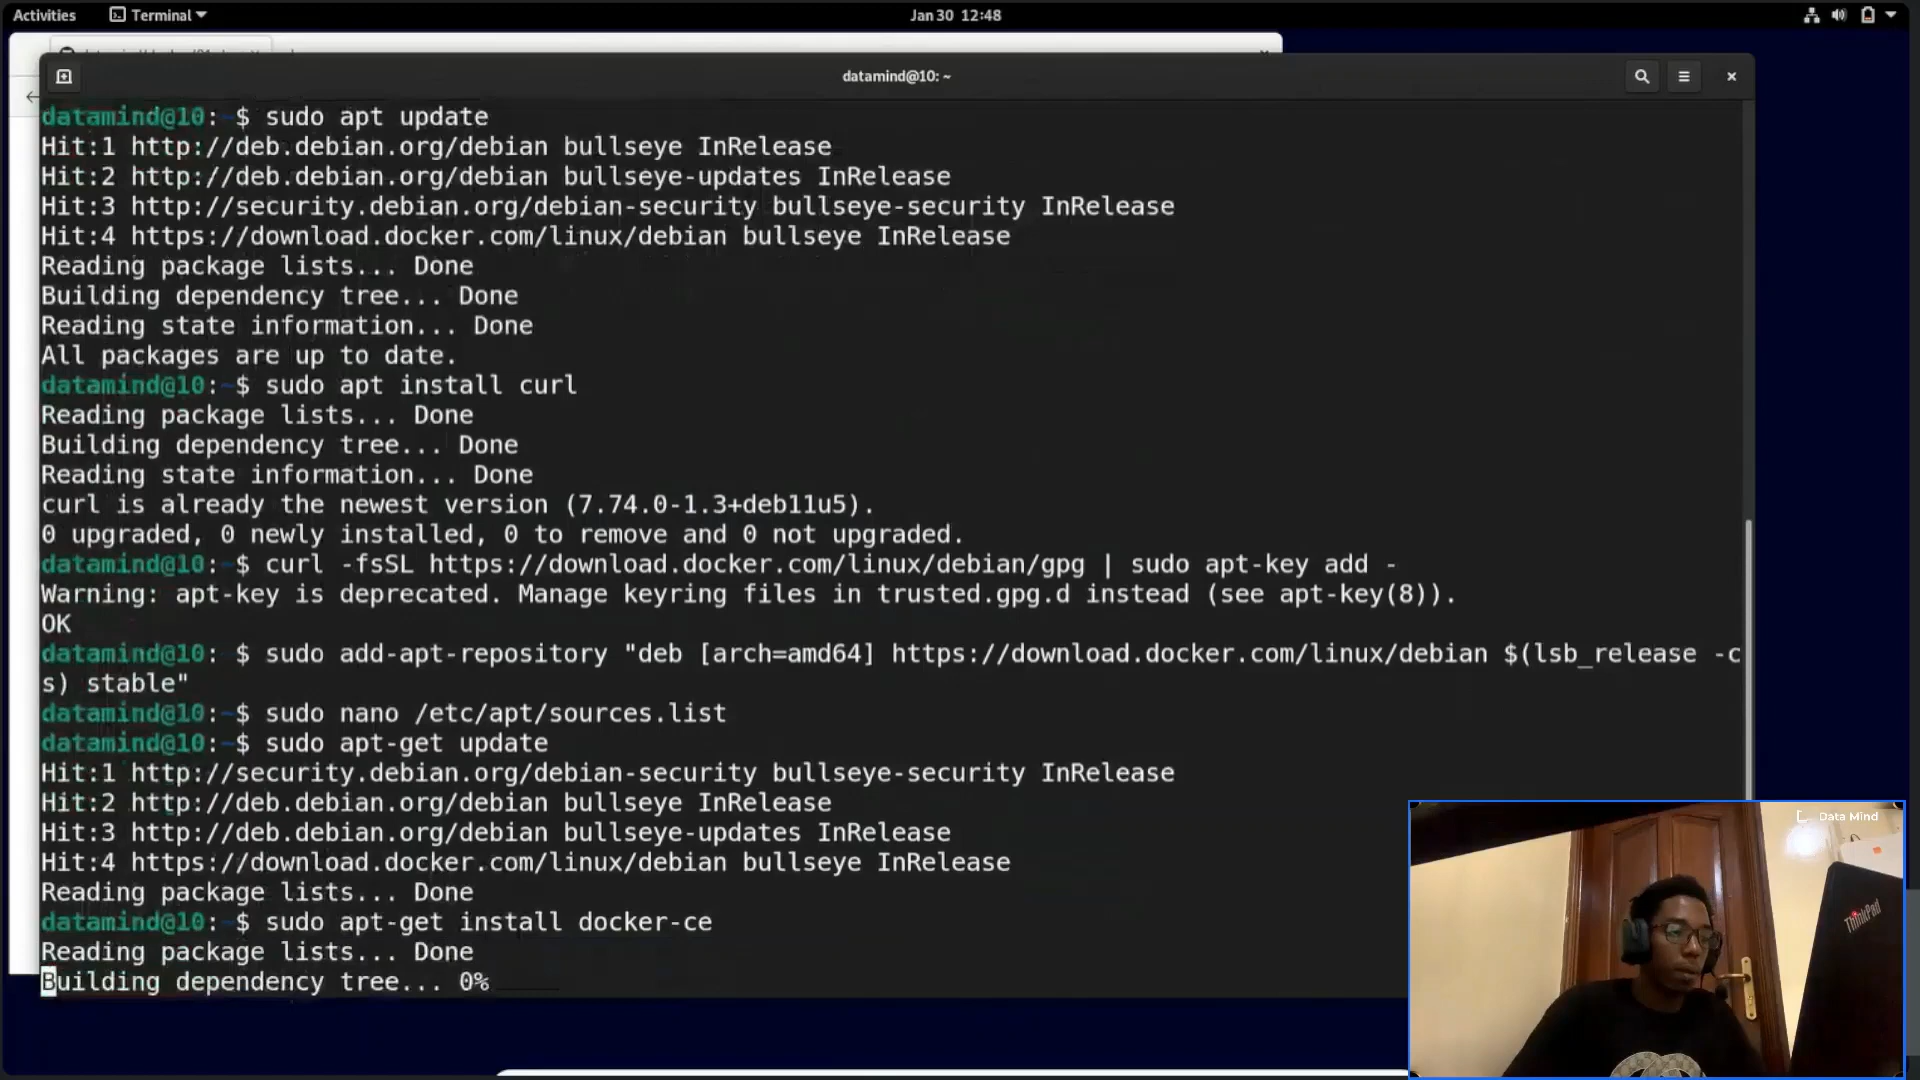 Activities
Terminal
Jan 30 12:48
datamind@10: ~
datamind@10:~$ sudo apt update
Hit:1 http://deb.debian.org/debian bullseye InRelease
Hit:2 http://deb.debian.org/debian bullseye-updates InRelease
Hit:3 http://security.debian.org/debian-security bullseye-security InRelease
Hit:4 https://download.docker.com/linux/debian bullseye InRelease
Reading package lists... Done
Building dependency tree... Done
Reading state information... Done
All packages are up to date.
datamind@10:~$ sudo apt install curl
Reading package lists... Done
Building dependency tree... Done
Reading state information... Done
curl is already the newest version (7.74.0-1.3+deb11u5).
0 upgraded, 0 newly installed, 0 to remove and 0 not upgraded.
datamind@10:~$ curl -fsSL https://download.docker.com/linux/debian/gpg | sudo apt-key add -
Warning: apt-key is deprecated. Manage keyring files in trusted.gpg.d instead (see apt-key(8)).
OK
datamind@10:~$ sudo add-apt-repository "deb [arch=amd64] https://download.docker.com/linux/debian $(lsb_release -c
s) stable"
datamind@10:~$ sudo nano /etc/apt/sources.list
datamind@10:~$ sudo apt-get update
Hit:1 http://security.debian.org/debian-security bullseye-security InRelease
Hit:2 http://deb.debian.org/debian bullseye InRelease
Hit:3 http://deb.debian.org/debian bullseye-updates InRelease
Hit:4 https://download.docker.com/linux/debian bullseye InRelease
Reading package lists... Done
datamind@10:~$ sudo apt-get install docker-ce
Reading package lists... Done
Building dependency tree... 0%
Data Mind
ThinkPad